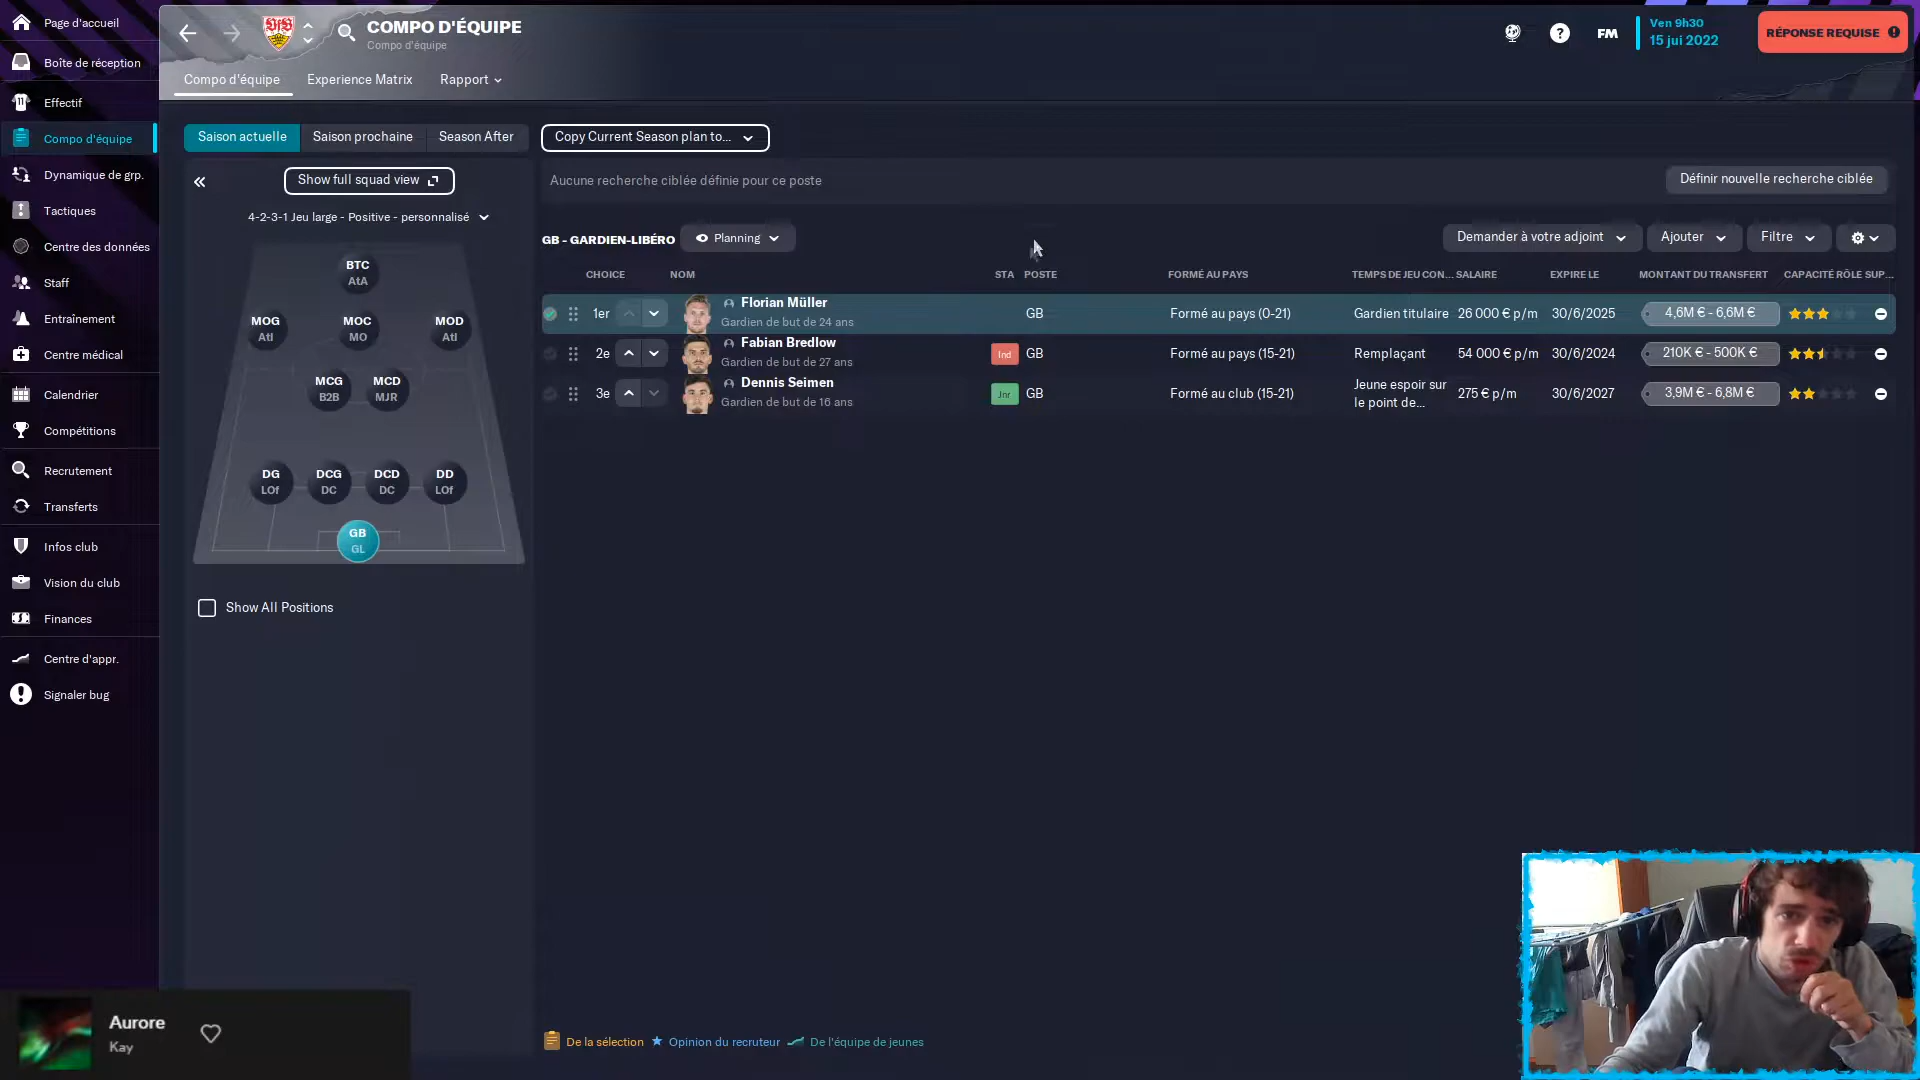 Page d'accueil
Boîte de réception
Effectif
Compo d'équipe
Dynamique de grp.
Tactiques
Centre des données
Staff
Entraînement
Centre médical
Calendrier
Compétitions
Recrutement
Transferts
Infos club
Vision du club
Finances
Centre d'appr.
Signaler bug
COMPO D'ÉQUIPE
Compo d'équipe
FM
Ven 9h30
15 jui 2022
RÉPONSE REQUISE
Compo d'équipe Experience Matrix Rapport
Saison actuelle Saison prochaine Season After Copy Current Season plan to...
Show full squad view
4-2-3-1 Jeu large - Positive - personnalisé
BTC
AtA
MOG MOC MOD
AtI MO AtI
MCG MCD
B2B MJR
DG DCG DCD DD
LOf DC DC LOf
GB
GL
Show All Positions
Aucune recherche ciblée définie pour ce poste Définir nouvelle recherche ciblée
GB - GARDIEN-LIBÉRO Planning Demander à votre adjoint Ajouter Filtre
CHOICE NOM STA POSTE FORMÉ AU PAYS TEMPS DE JEU CON... SALAIRE EXPIRE LE MONTANT DU TRANSFERT CAPACITÉ RÔLE SUP...
1er Florian Müller GB Formé au pays (0-21) Gardien titulaire 26 000 € p/m 30/6/2025 4,6M € - 6,6M €
Gardien de but de 24 ans
2e Fabian Bredlow Ind GB Formé au pays (15-21) Remplaçant 54 000 € p/m 30/6/2024 210K € - 500K €
Gardien de but de 27 ans
3e Dennis Seimen Jnr GB Formé au club (15-21) Jeune espoir sur le point de... 275 € p/m 30/6/2027 3,9M € - 6,8M €
Gardien de but de 16 ans
De la sélection Opinion du recruteur De l'équipe de jeunes
Aurore
Kay